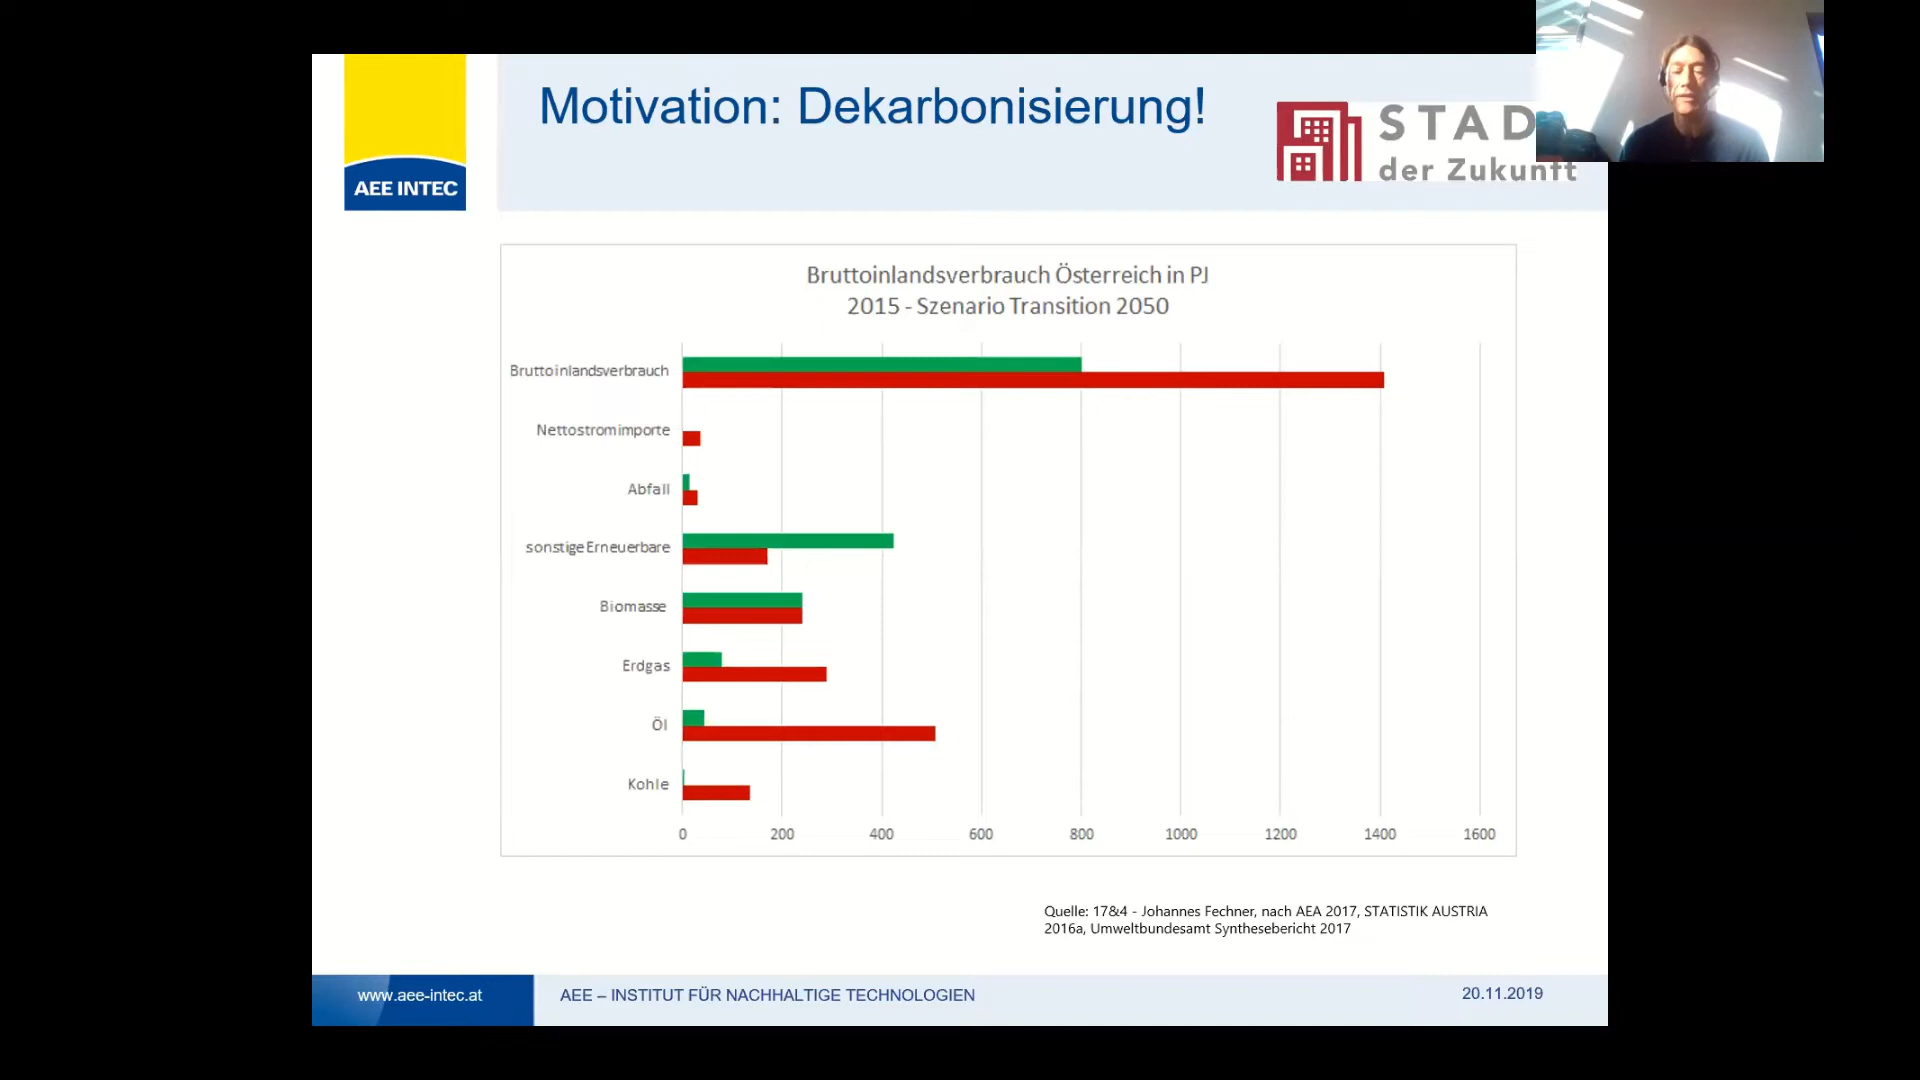 AEE INTEC
Motivation: Dekarbonisierung!
STAD
der Zukunft
Bruttoinlandsverbrauch Österreich in PJ
2015 - Szenario Transition 2050
Bruttoinlandsverbrauch
Nettostromimporte
Abfall
sonstige Erneuerbare
Biomasse
Erdgas
Öl
Kohle
0 200 400 600 800 1000 1200 1400 1600
Quelle: 17&4 - Johannes Fechner, nach AEA 2017, STATISTIK AUSTRIA
2016a, Umweltbundesamt Synthesebericht 2017
www.aee-intec.at
AEE – INSTITUT FÜR NACHHALTIGE TECHNOLOGIEN
20.11.2019